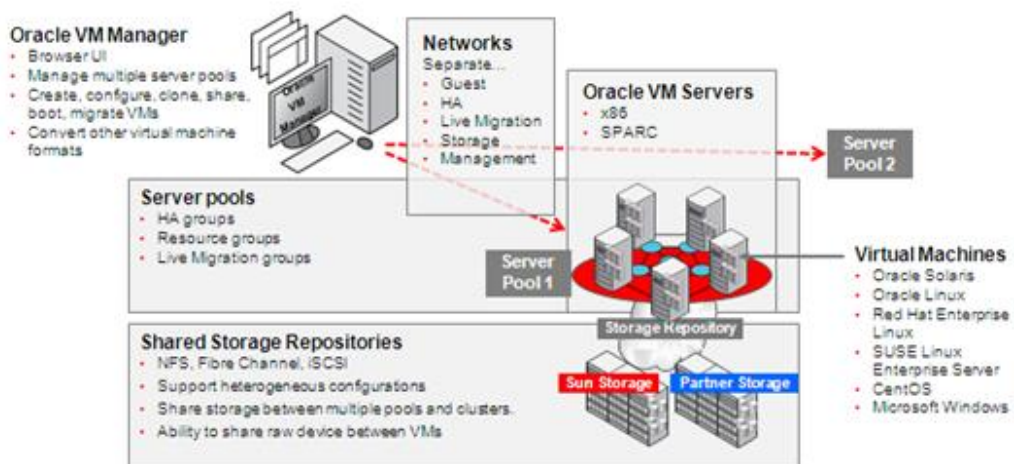 Oracle VM Manager
• Browser UI
• Manage multiple server pools
• Create, configure, clone, share,
boot, migrate VMs
• Convert other virtual machine
formats
Oracle
VM
Manager
Networks
Separate...
• Guest
• HA
• Live Migration
• Storage
• Management
Oracle VM Servers
• x86
• SPARC
Server
Pool 2
Server pools
• HA groups
• Resource groups
• Live Migration groups
Server
Pool 1
Virtual Machines
• Oracle Solaris
• Oracle Linux
• Red Hat Enterprise
Linux
• SUSE Linux
Enterprise Server
• CentOS
• Microsoft Windows
Storage Repository
Shared Storage Repositories
• NFS, Fibre Channel, iSCSI
• Support heterogeneous configurations
• Share storage between multiple pools and clusters.
• Ability to share raw device between VMs
Sun Storage
Partner Storage